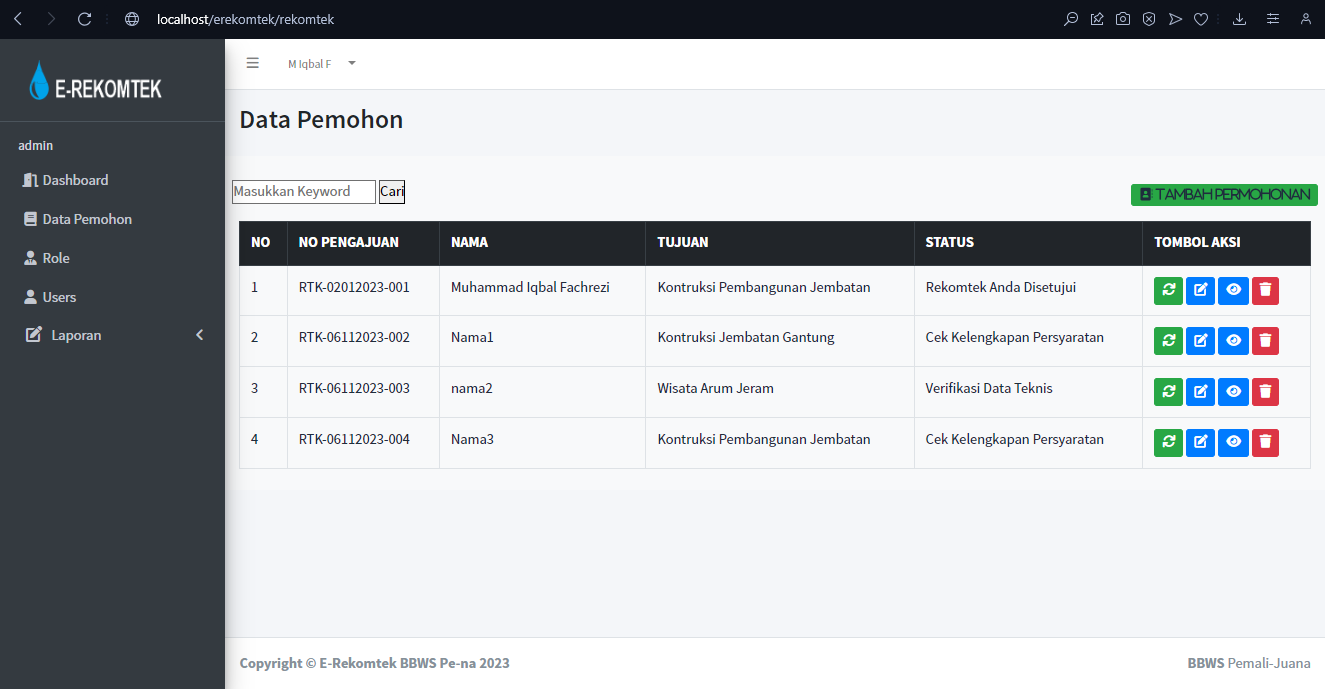 localhost/erekomtek/rekomtek
E-REKOMTEK
M Iqbal F
admin
Dashboard
Data Pemohon
Role
Users
Laporan
Data Pemohon
Masukkan Keyword Cari
TAMBAH PERMOHONAN
NO NO PENGAJUAN NAMA TUJUAN STATUS TOMBOL AKSI
1 RTK-02012023-001 Muhammad Iqbal Fachrezi Kontruksi Pembangunan Jembatan Rekomtek Anda Disetujui
2 RTK-06112023-002 Nama1 Kontruksi Jembatan Gantung Cek Kelengkapan Persyaratan
3 RTK-06112023-003 nama2 Wisata Arum Jeram Verifikasi Data Teknis
4 RTK-06112023-004 Nama3 Kontruksi Pembangunan Jembatan Cek Kelengkapan Persyaratan
Copyright © E-Rekomtek BBWS Pe-na 2023
BBWS Pemali-Juana